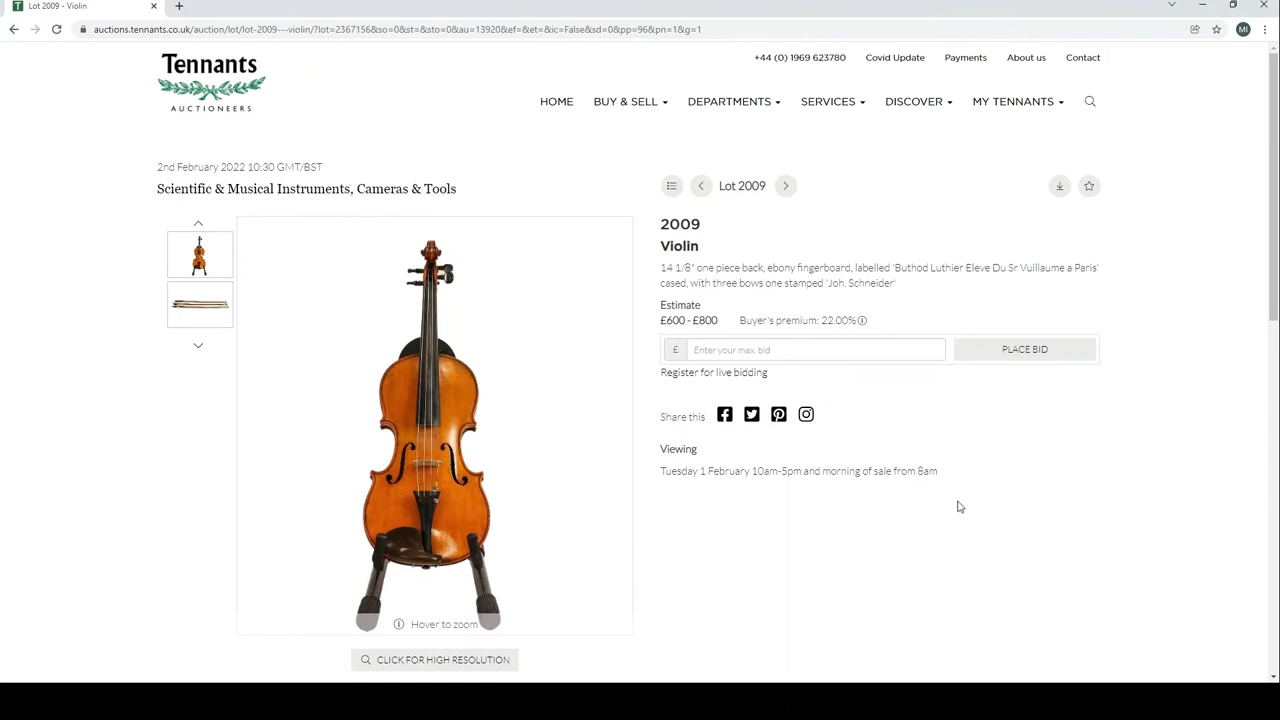 Lot 2009 - Violin
auctions.tennants.co.uk/auction/lot/lot-2009---violin/?lot=2367156&so=0&st=&sto=0&au=13920&ef=&et=&ic=False&sd=0&pp=96&pn=1&g=1
MI
Tennants
AUCTIONEERS
+44 (0) 1969 623780 Covid Update Payments About us Contact
HOME BUY & SELL DEPARTMENTS SERVICES DISCOVER MY TENNANTS
2nd February 2022 10:30 GMT/BST
Scientific & Musical Instruments, Cameras & Tools
Hover to zoom
CLICK FOR HIGH RESOLUTION
Lot 2009
2009
Violin
14 1/8" one piece back, ebony fingerboard, labelled 'Buthod Luthier Eleve Du Sr Vuillaume a Paris'
cased, with three bows one stamped 'Joh. Schneider'
Estimate
£600 - £800 Buyer's premium: 22.00%
£ Enter your max. bid PLACE BID
Register for live bidding
Share this
Viewing
Tuesday 1 February 10am-5pm and morning of sale from 8am